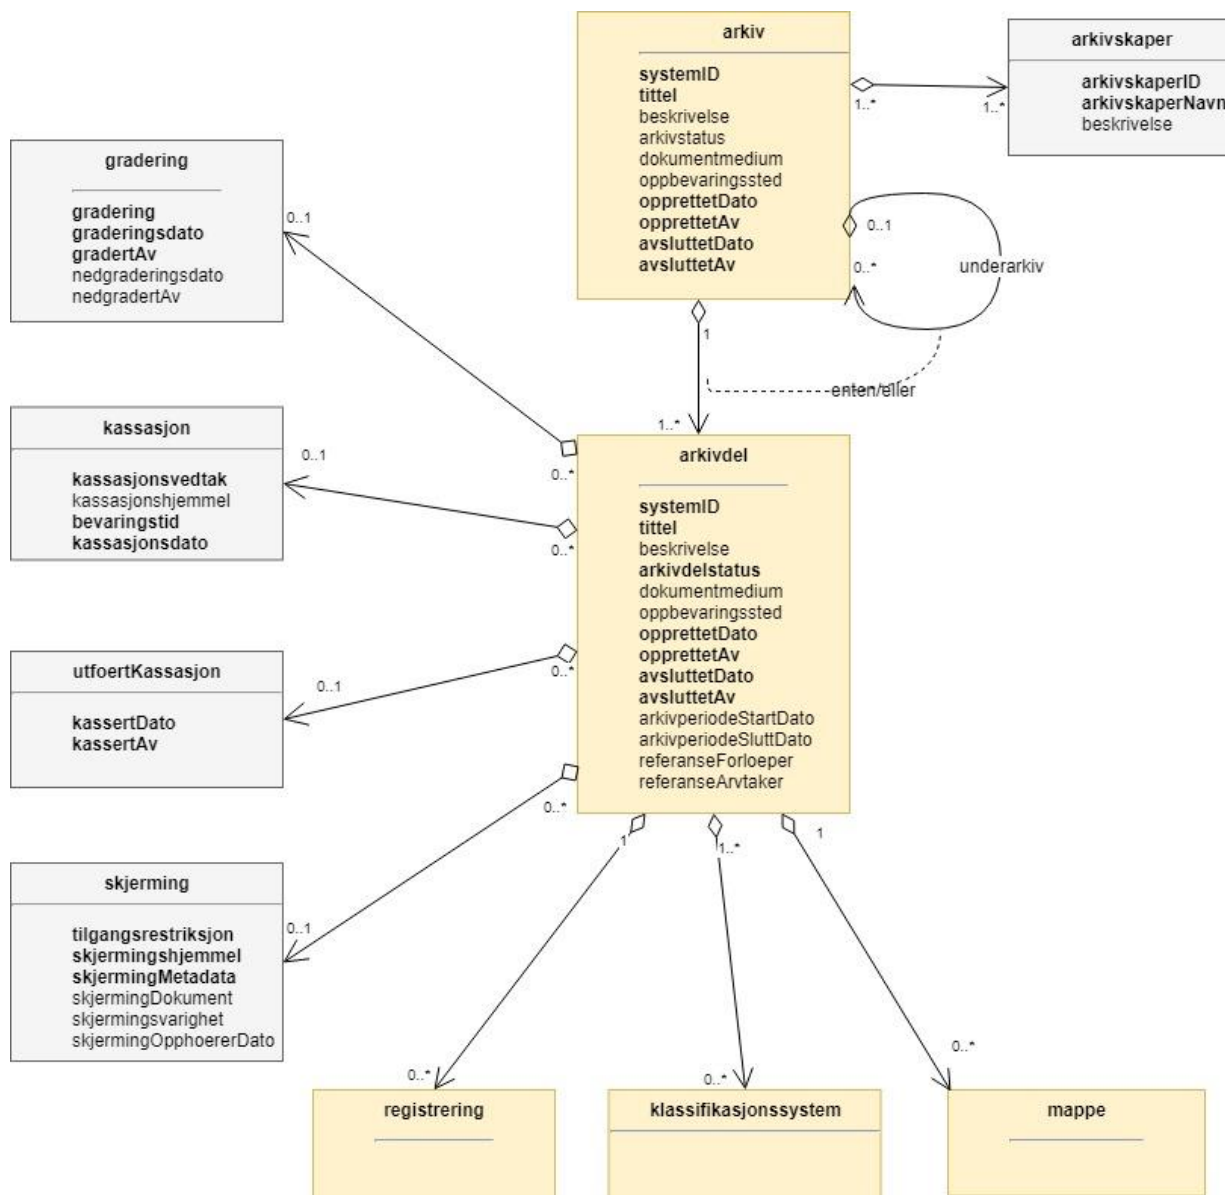 arkiv
systemID
tittel
beskrivelse
arkivstatus
dokumentmedium
oppbevaringssted
opprettetDato
opprettetAv
avsluttetDato
avsluttetAv
1..*
1..*
arkivskaper
arkivskaperID
arkivskaperNavn
beskrivelse
0..1
0..*
underarkiv
1
enten/eller
1..*
gradering
gradering
graderingsdato
gradertAv
nedgraderingsdato
nedgradertAv
0..1
0..*
kassasjon
kassasjonsvedtak
kassasjonshjemmel
bevaringstid
kassasjonsdato
0..1
0..*
arkivdel
systemID
tittel
beskrivelse
arkivdelstatus
dokumentmedium
oppbevaringssted
opprettetDato
opprettetAv
avsluttetDato
avsluttetAv
arkivperiodeStartDato
arkivperiodeSluttDato
referanseForloeper
referanseArvtaker
utfoertKassasjon
kassertDato
kassertAv
0..1
0..*
skjerming
tilgangsrestriksjon
skjermingshjemmel
skjermingMetadata
skjermingDokument
skjermingsvarighet
skjermingOpphoererDato
0..1
0..*
1
1..*
1
0..*
0..*
0..*
registrering
klassifikasjonssystem
mappe